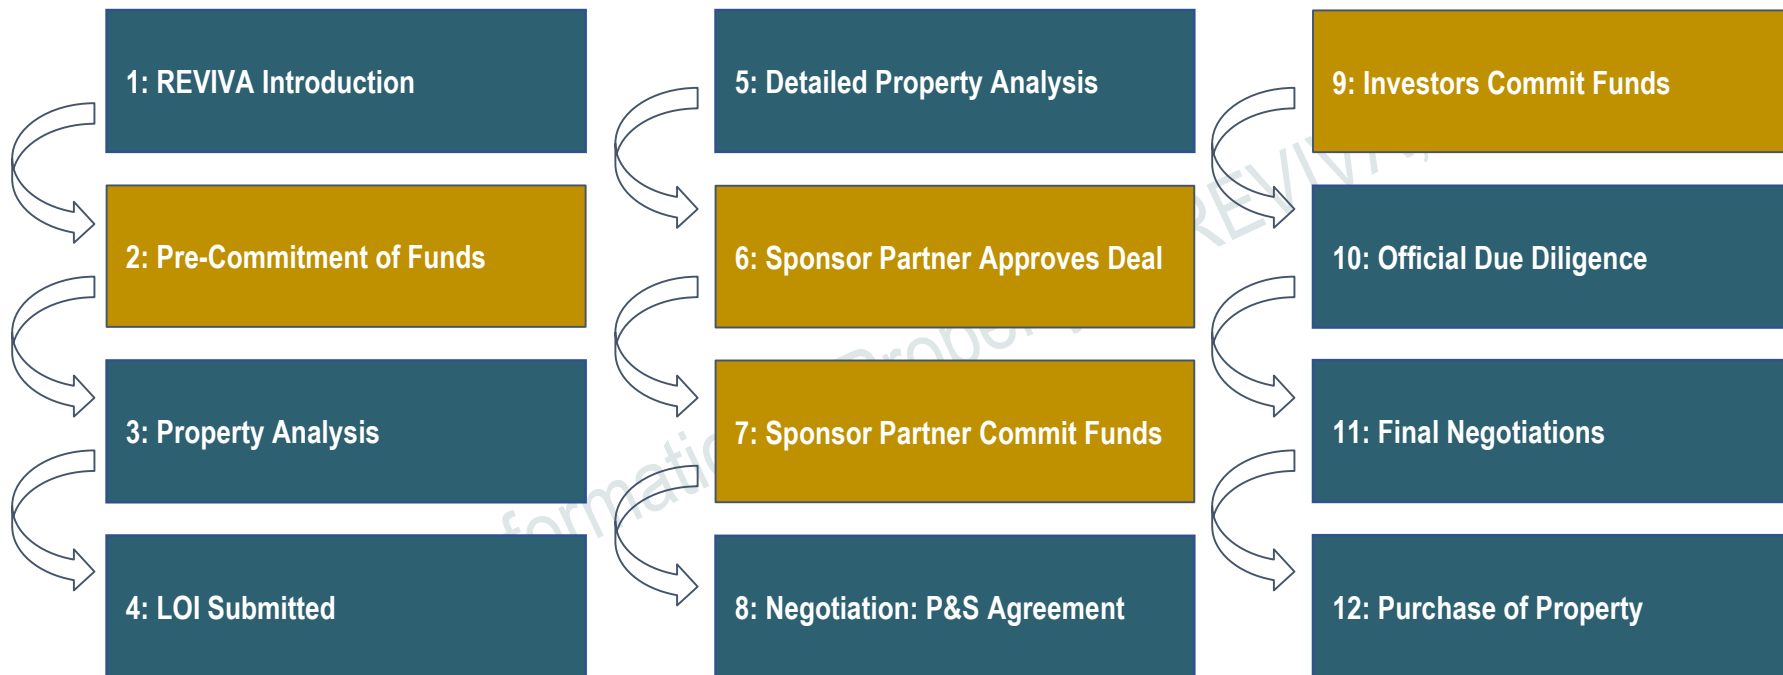 1: REVIVA Introduction
2: Pre-Commitment of Funds
3: Property Analysis
4: LOI Submitted
5: Detailed Property Analysis
6: Sponsor Partner Approves Deal
7: Sponsor Partner Commit Funds
8: Negotiation: P&S Agreement
9: Investors Commit Funds
10: Official Due Diligence
11: Final Negotiations
12: Purchase of Property
REVIVA,